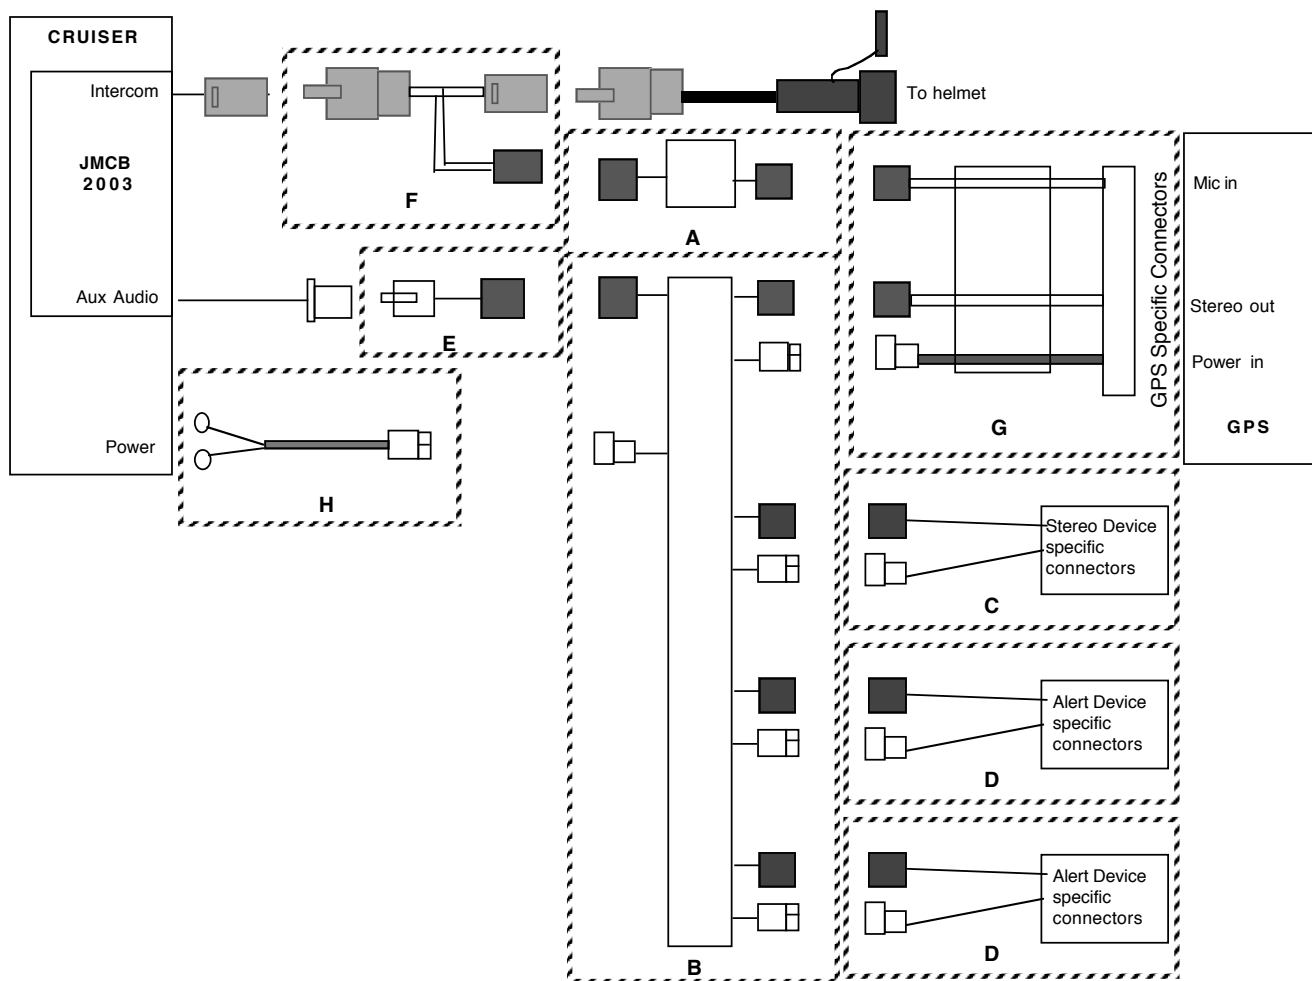 CRUISER
Intercom
JMCB
2003
Aux Audio
Power
F
To helmet
A
E
H
B
Mic in
Stereo out
Power in
GPS Specific Connectors
G
GPS
Stereo Device
specific
connectors
C
Alert Device
specific
connectors
D
Alert Device
specific
connectors
D